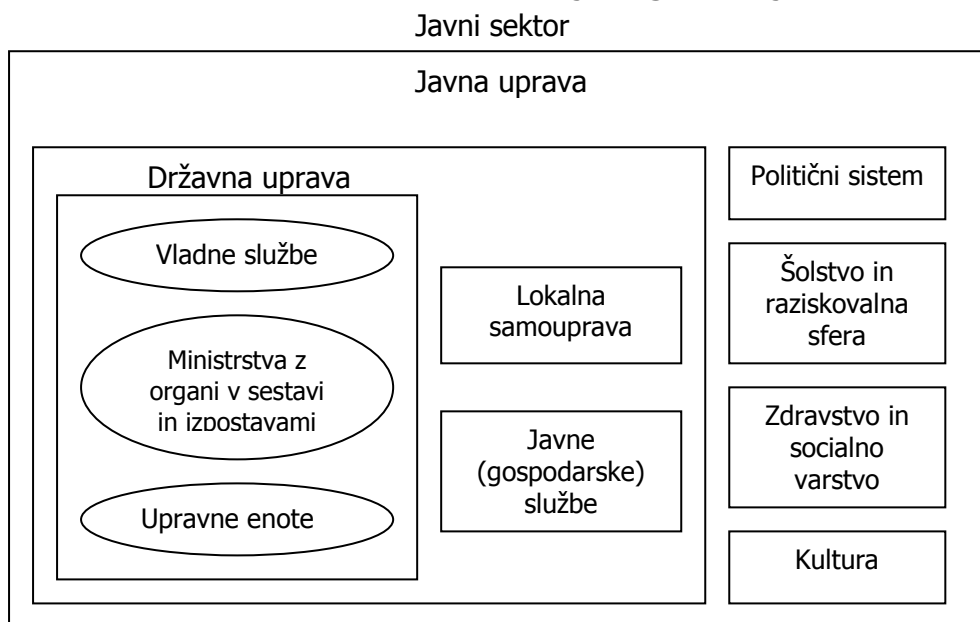 Javni sektor
Javna uprava
Državna uprava
Vladne službe
Ministrstva z
organi v sestavi
in izpostavami
Upravne enote
Lokalna
samouprava
Javne
(gospodarske)
službe
Politični sistem
Šolstvo in
raziskovalna
sfera
Zdravstvo in
socialno
varstvo
Kultura